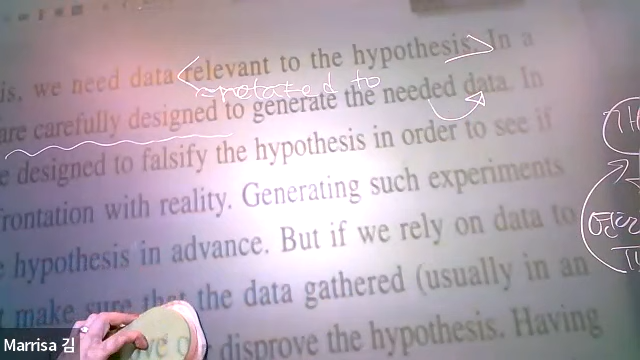 is, we need data relevant to the hypothesis. In a
related to
are carefully designed to generate the needed data. In
e designed to falsify the hypothesis in order to see if
frontation with reality. Generating such experiments
e hypothesis in advance. But if we rely on data to
t make sure that the data gathered (usually in an
disprove the hypothesis. Having
Marrisa 김